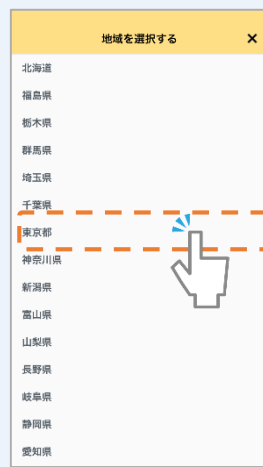 地域を選択する ×
北海道
福島県
栃木県
群馬県
埼玉県
千葉県
東京都
神奈川県
新潟県
富山県
山梨県
長野県
岐阜県
静岡県
愛知県